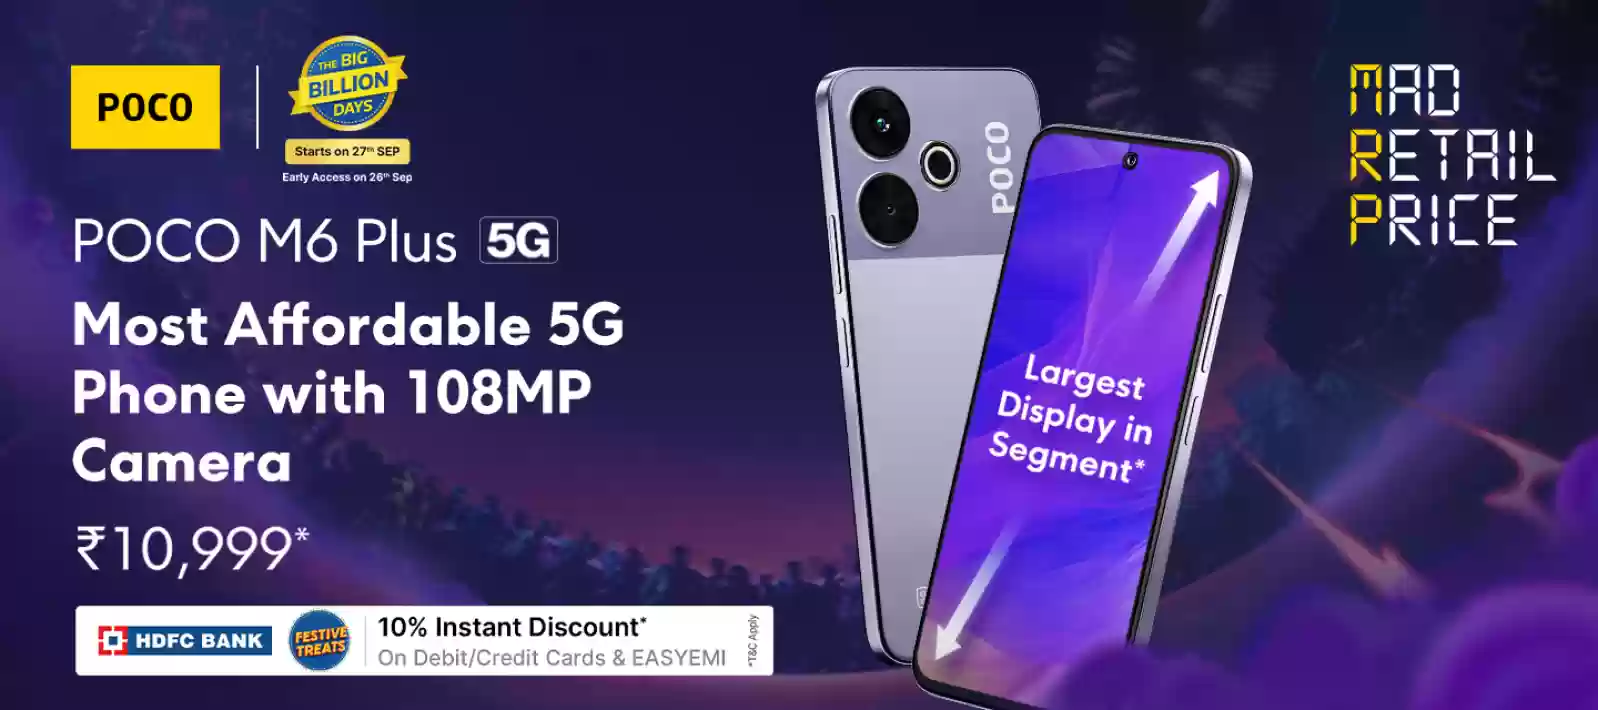 POCO
THE BIG
BILLION
DAYS
Starts on 27th SEP
Early Access on 26th Sep
POCO M6 Plus 5G
Most Affordable 5G
Phone with 108MP
Camera
₹10,999*
HDFC BANK
FESTIVE
TREATS
10% Instant Discount*
On Debit/Credit Cards & EASYEMI
*T&C Apply
POCO
Largest
Display in
Segment*
MAD
RETAIL
PRICE